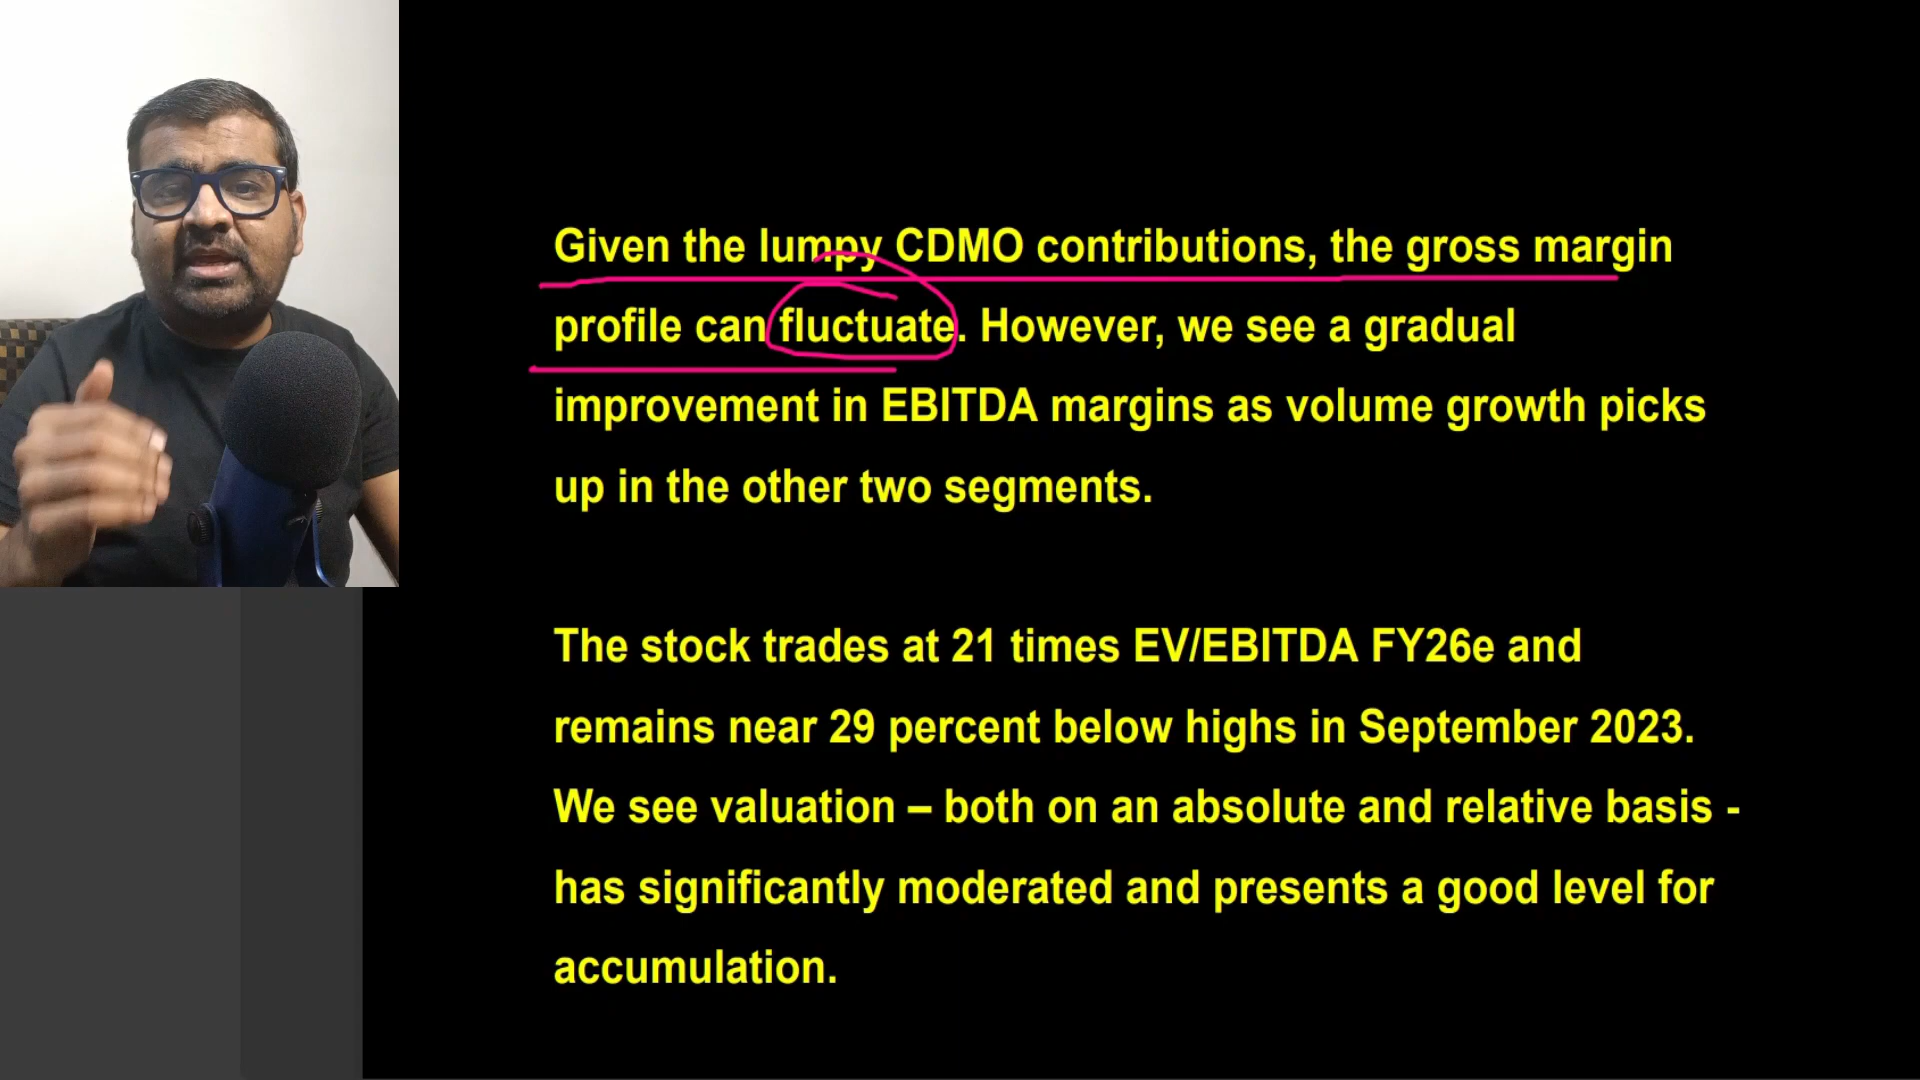 Given the lumpy CDMO contributions, the gross margin
profile can fluctuate. However, we see a gradual
improvement in EBITDA margins as volume growth picks
up in the other two segments.
The stock trades at 21 times EV/EBITDA FY26e and
remains near 29 percent below highs in September 2023.
We see valuation – both on an absolute and relative basis -
has significantly moderated and presents a good level for
accumulation.